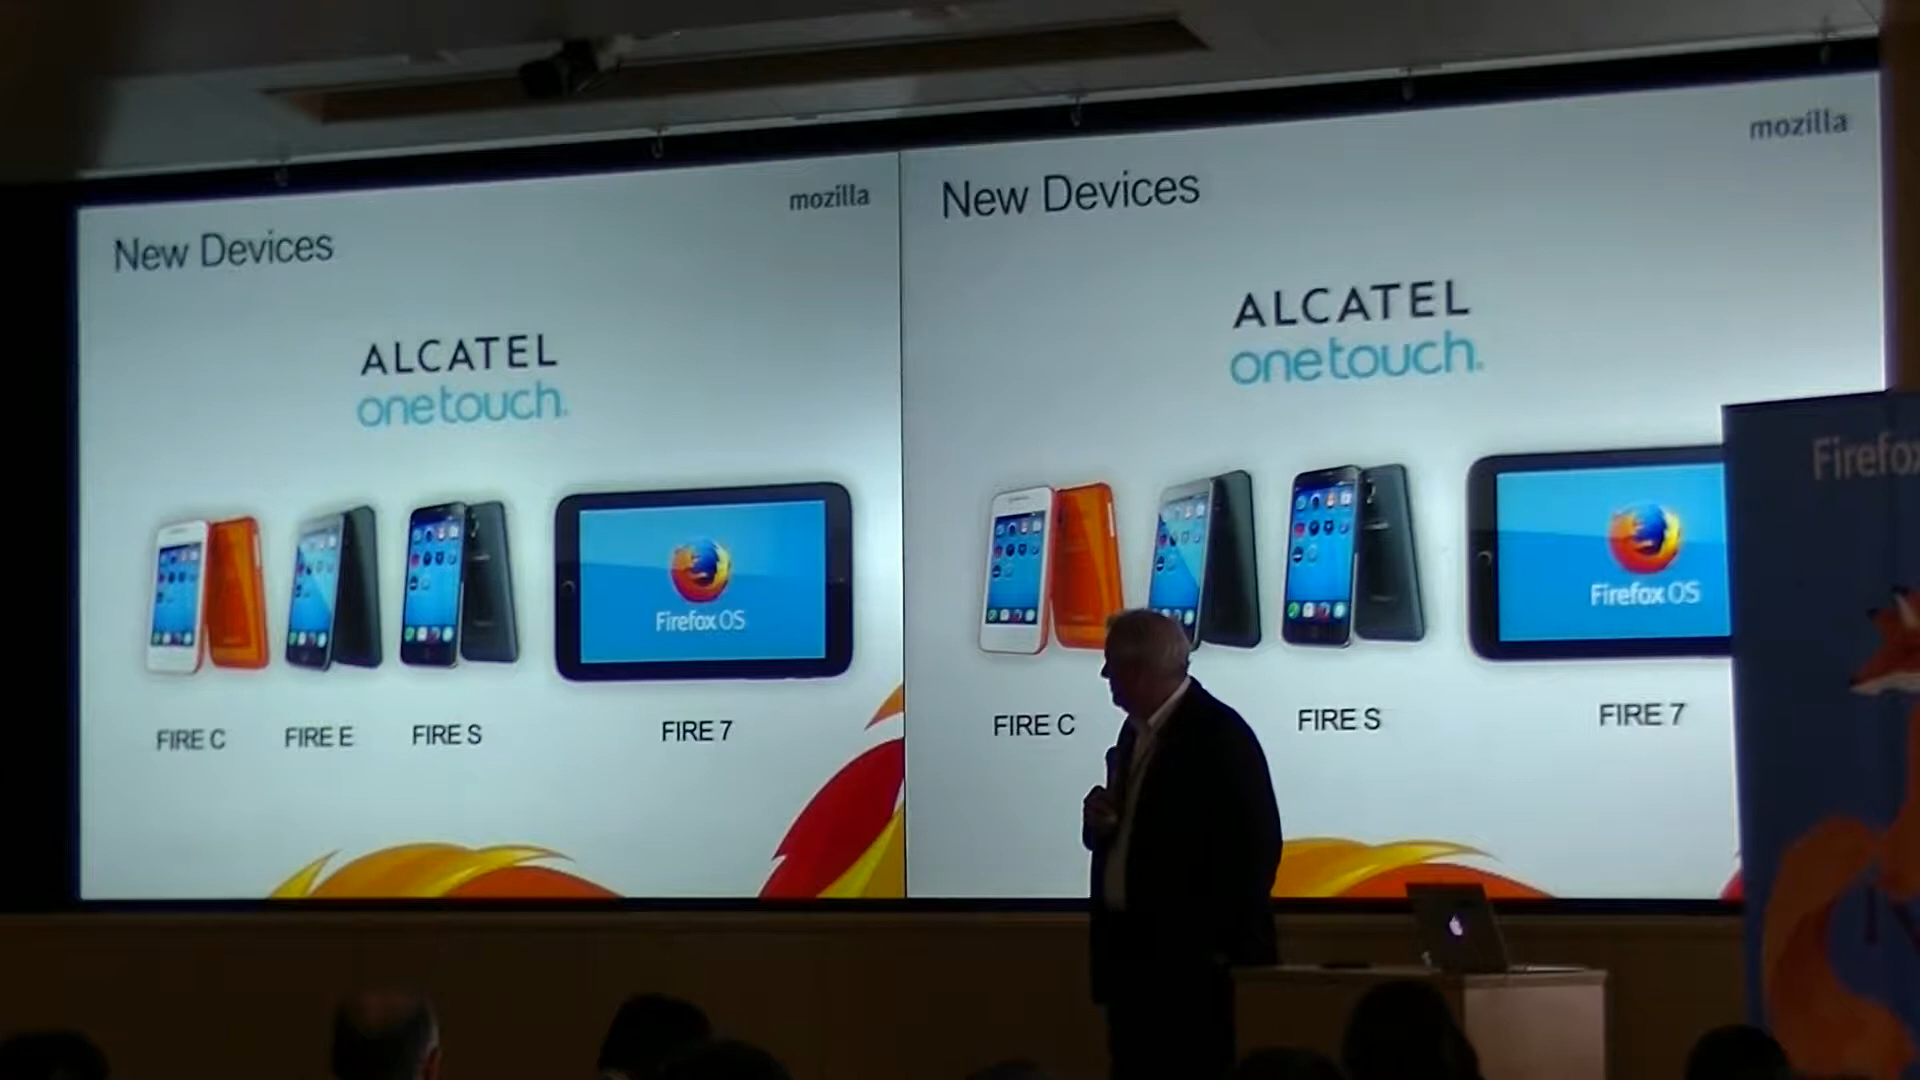 mozilla
New Devices
ALCATEL
onetouch.
Firefox OS
FIRE C
FIRE E
FIRE S
FIRE 7
mozilla
New Devices
ALCATEL
onetouch.
Firefox OS
FIRE C
FIRE S
FIRE 7
Firefox